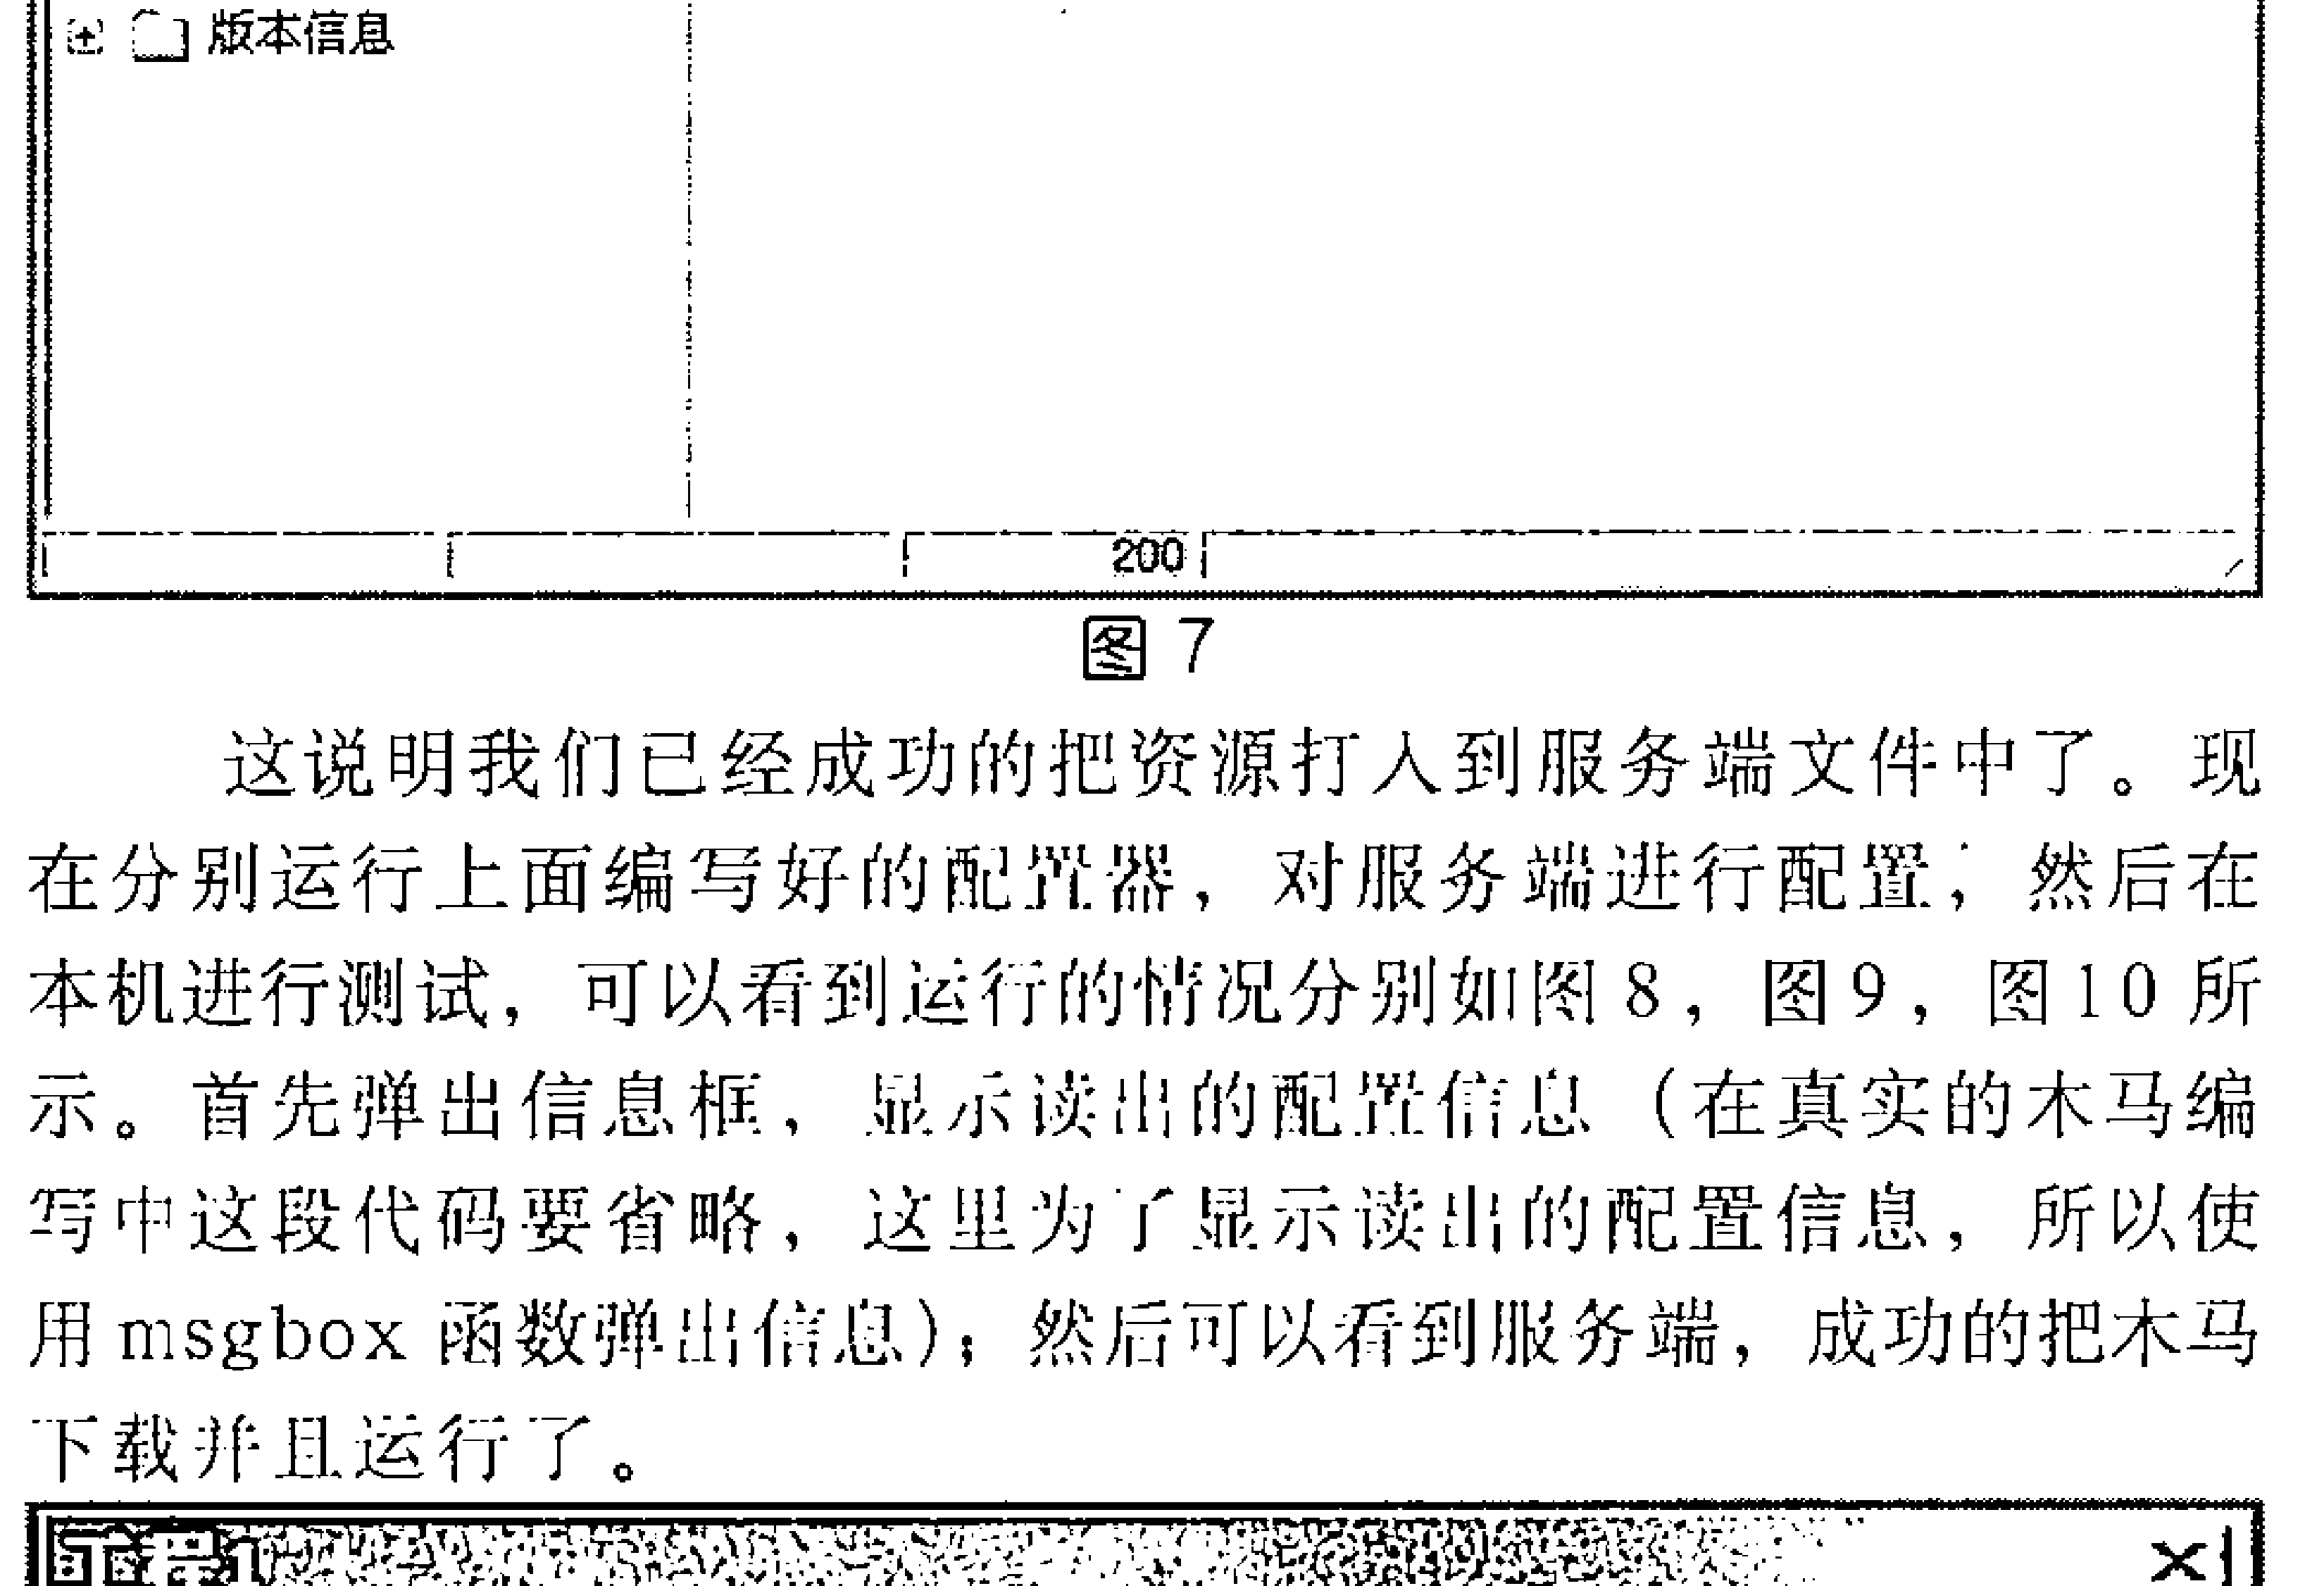 版本信息
200
图 7
这说明我们已经成功的把资源打人到服务端文件中了。现
在分别运行上面编写好的配置器，对服务端进行配置，然后在
本机进行测试，可以看到运行的情况分别如图 8，图 9，图 10 所
示。首先弹出信息框，显示读出的配置信息（在真实的木马编
写中这段代码要省略，这里为了显示读出的配置信息，所以使
用 msgbox 函数弹出信息）；然后可以看到服务端，成功的把木马
下载并且运行了。
工程1